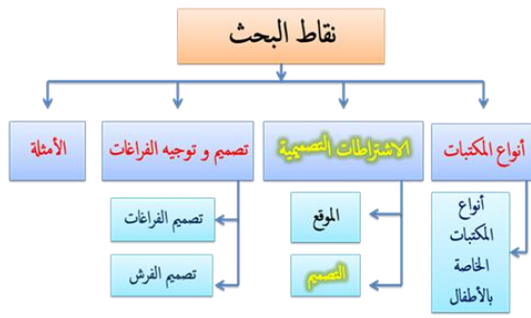 نقاط البحث
أنواع المكتبات
الاشتراطات التصميمية
تصميم و توجيه الفراغات
الأمثلة
أنواع
المكتبات
الخاصة
بالأطفال
الموقع
التصميم
تصميم الفراغات
تصميم الفرش